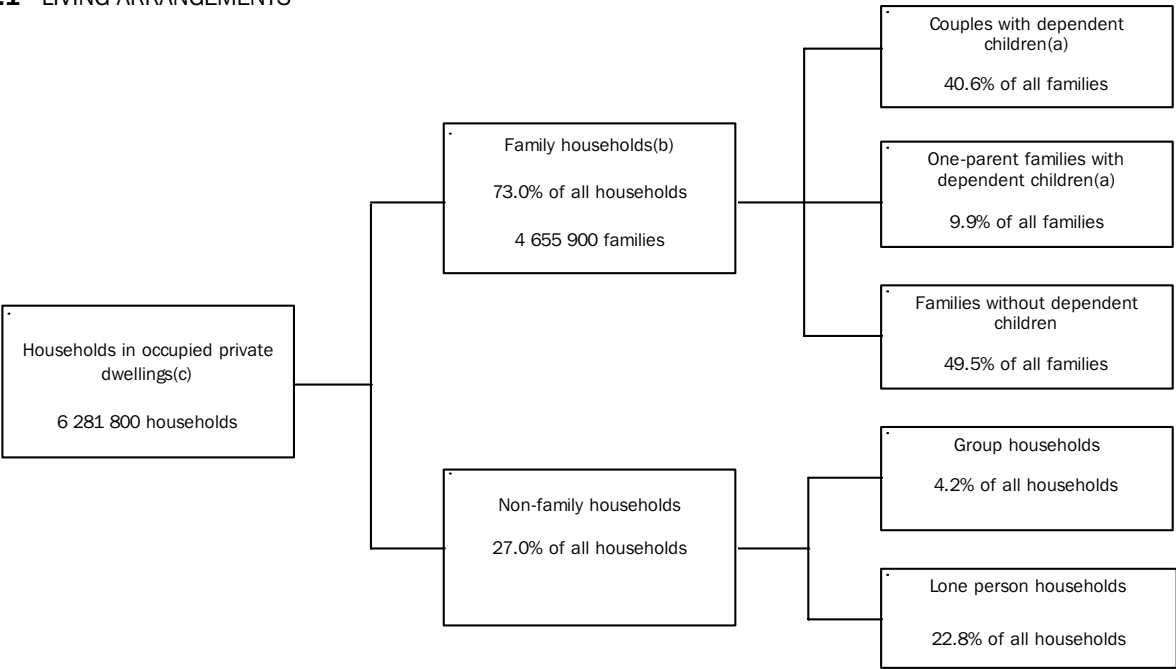 .1 LIVING ARRANGEMENTS
Couples with dependent
children(a)
40.6% of all families
Family households(b)
73.0% of all households
4 655 900 families
One-parent families with
dependent children(a)
9.9% of all families
Families without dependent
children
49.5% of all families
Households in occupied private
dwellings(c)
6 281 800 households
Group households
4.2% of all households
Non-family households
27.0% of all households
Lone person households
22.8% of all households